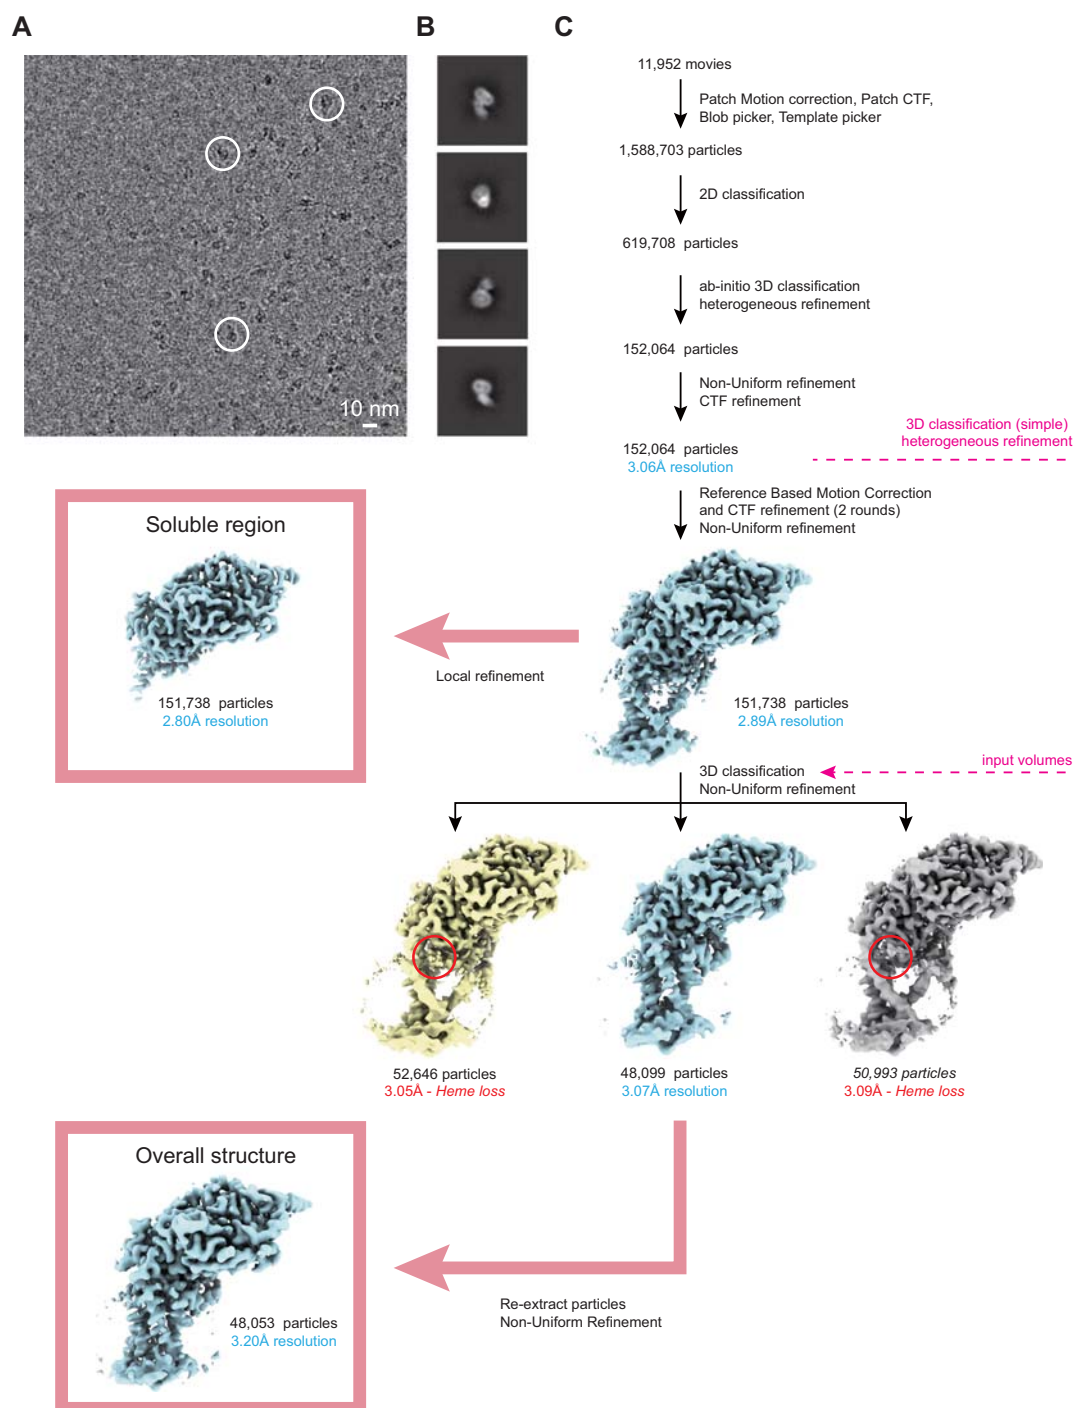 A
B
C
10 nm
11,952 movies
Patch Motion correction, Patch CTF,
Blob picker, Template picker
1,588,703 particles
2D classification
619,708 particles
ab-initio 3D classification
heterogeneous refinement
152,064 particles
Non-Uniform refinement
CTF refinement
152,064 particles
3.06Å resolution
3D classification (simple)
heterogeneous refinement
Reference Based Motion Correction
and CTF refinement (2 rounds)
Non-Uniform refinement
Soluble region
151,738 particles
2.80Å resolution
Local refinement
151,738 particles
2.89Å resolution
3D classification
Non-Uniform refinement
input volumes
52,646 particles
3.05Å - Heme loss
48,099 particles
3.07Å resolution
50,993 particles
3.09Å - Heme loss
Overall structure
48,053 particles
3.20Å resolution
Re-extract particles
Non-Uniform Refinement